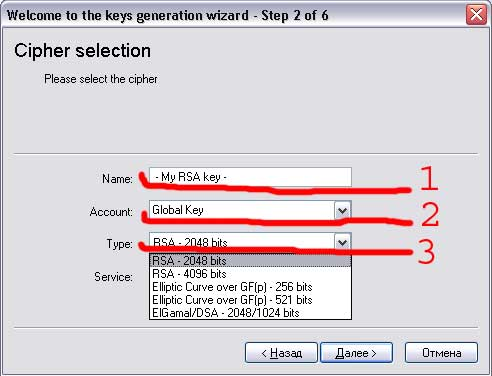 Welcome to the keys generation wizard - Step 2 of 6
Cipher selection
Please select the cipher
Name: - My RSA key - 1
Account: Global Key 2
Type: RSA - 2048 bits 3
RSA - 2048 bits
RSA - 4096 bits
Service:
Elliptic Curve over GF(p) - 256 bits
Elliptic Curve over GF(p) - 521 bits
ElGamal/DSA - 2048/1024 bits
< Назад Далее > Отмена